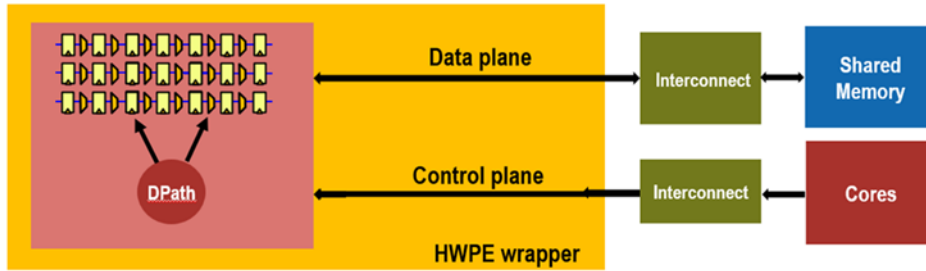 Data plane
Interconnect
Shared
Memory
DPath
Control plane
Interconnect
Cores
HWPE wrapper